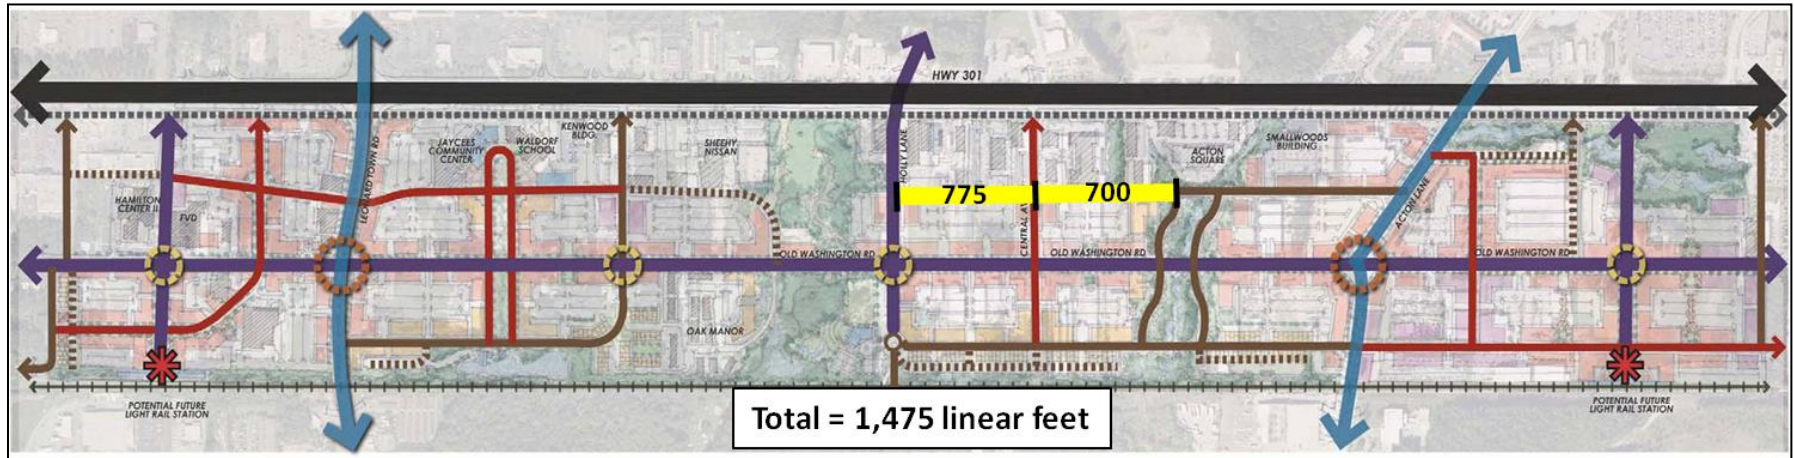 HWY 301
HOLLY LANE
LEONARD TOWN RD
KENWOOD
BLDG.
JAYCEES
COMMUNITY
CENTER
WALDORF
SCHOOL
SHEEHY
NISSAN
ACTON
SQUARE
SMALLWOODS
BUILDING
HAMILTON
CENTER II
FVD
775
700
CENTRAL AV
ACTON LANE
OLD WASHINGTON RD
OLD WASHINGTON RD
OLD WASHINGTON RD
OAK MANOR
POTENTIAL FUTURE
LIGHT RAIL STATION
Total = 1,475 linear feet
POTENTIAL FUTURE
LIGHT RAIL STATION